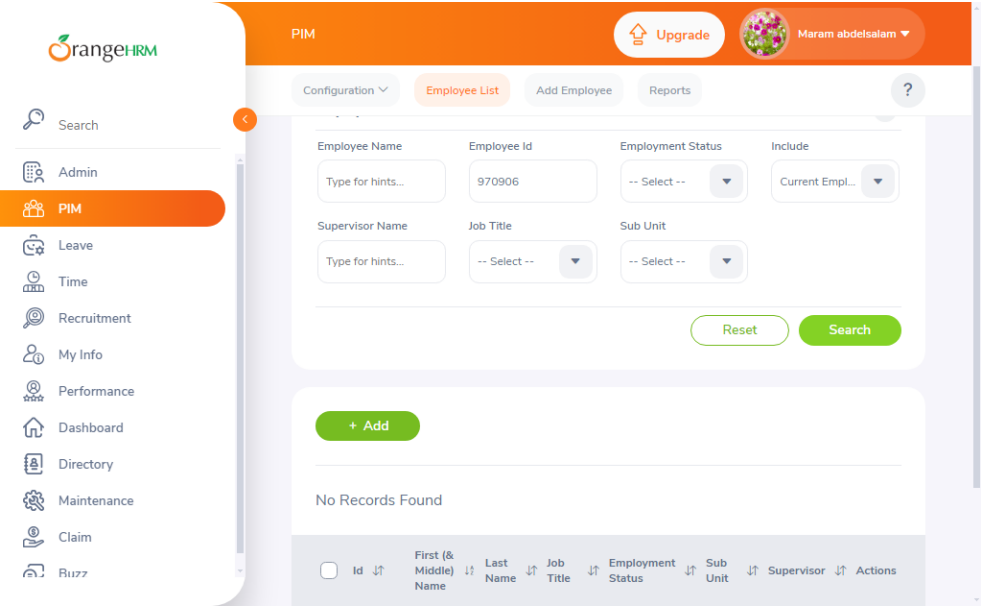 OrangeHRM
Search
Admin
PIM
Leave
Time
Recruitment
My Info
Performance
Dashboard
Directory
Maintenance
Claim
Buzz
PIM
Upgrade
Maram abdelsalam
Configuration
Employee List
Add Employee
Reports
?
Employee Name
Employee Id
Employment Status
Include
Type for hints...
970906
-- Select --
Current Empl...
Supervisor Name
Job Title
Sub Unit
Type for hints...
-- Select --
-- Select --
Reset
Search
+ Add
No Records Found
Id
First (&
Middle)
Name
Last
Name
Job
Title
Employment
Status
Sub
Unit
Supervisor
Actions